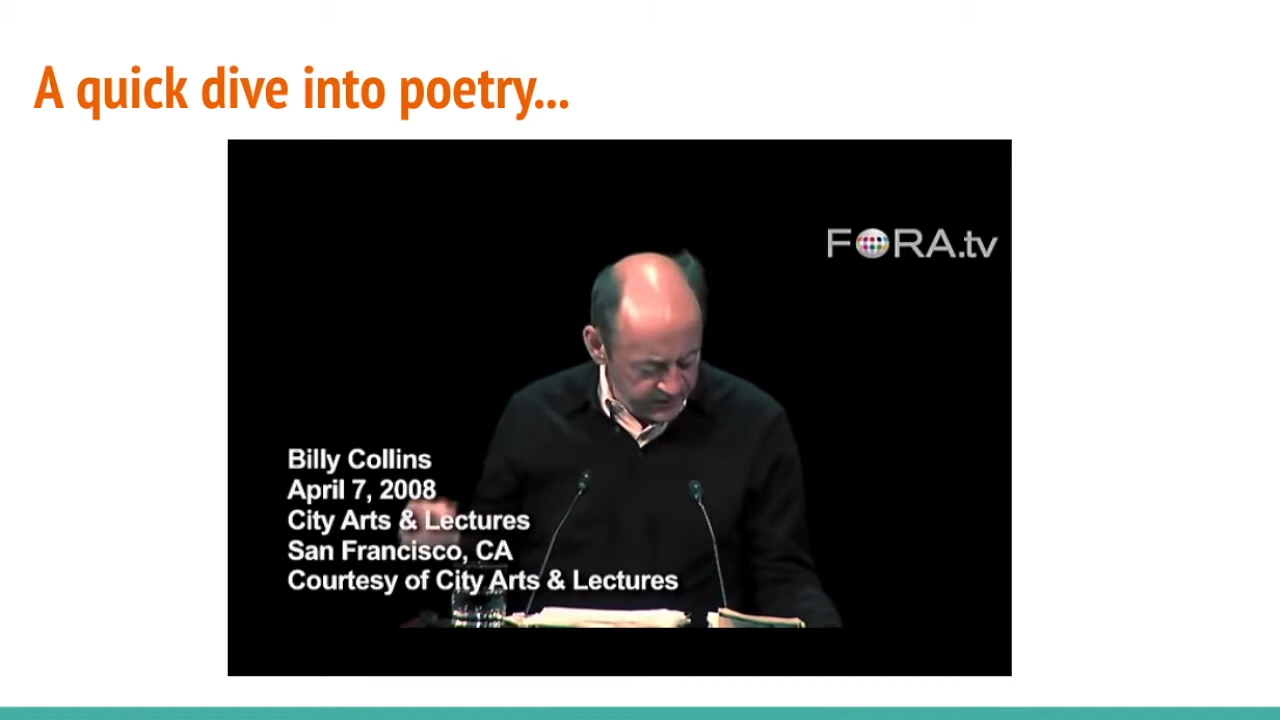 A quick dive into poetry...
FORA.tv
Billy Collins
April 7, 2008
City Arts & Lectures
San Francisco, CA
Courtesy of City Arts & Lectures